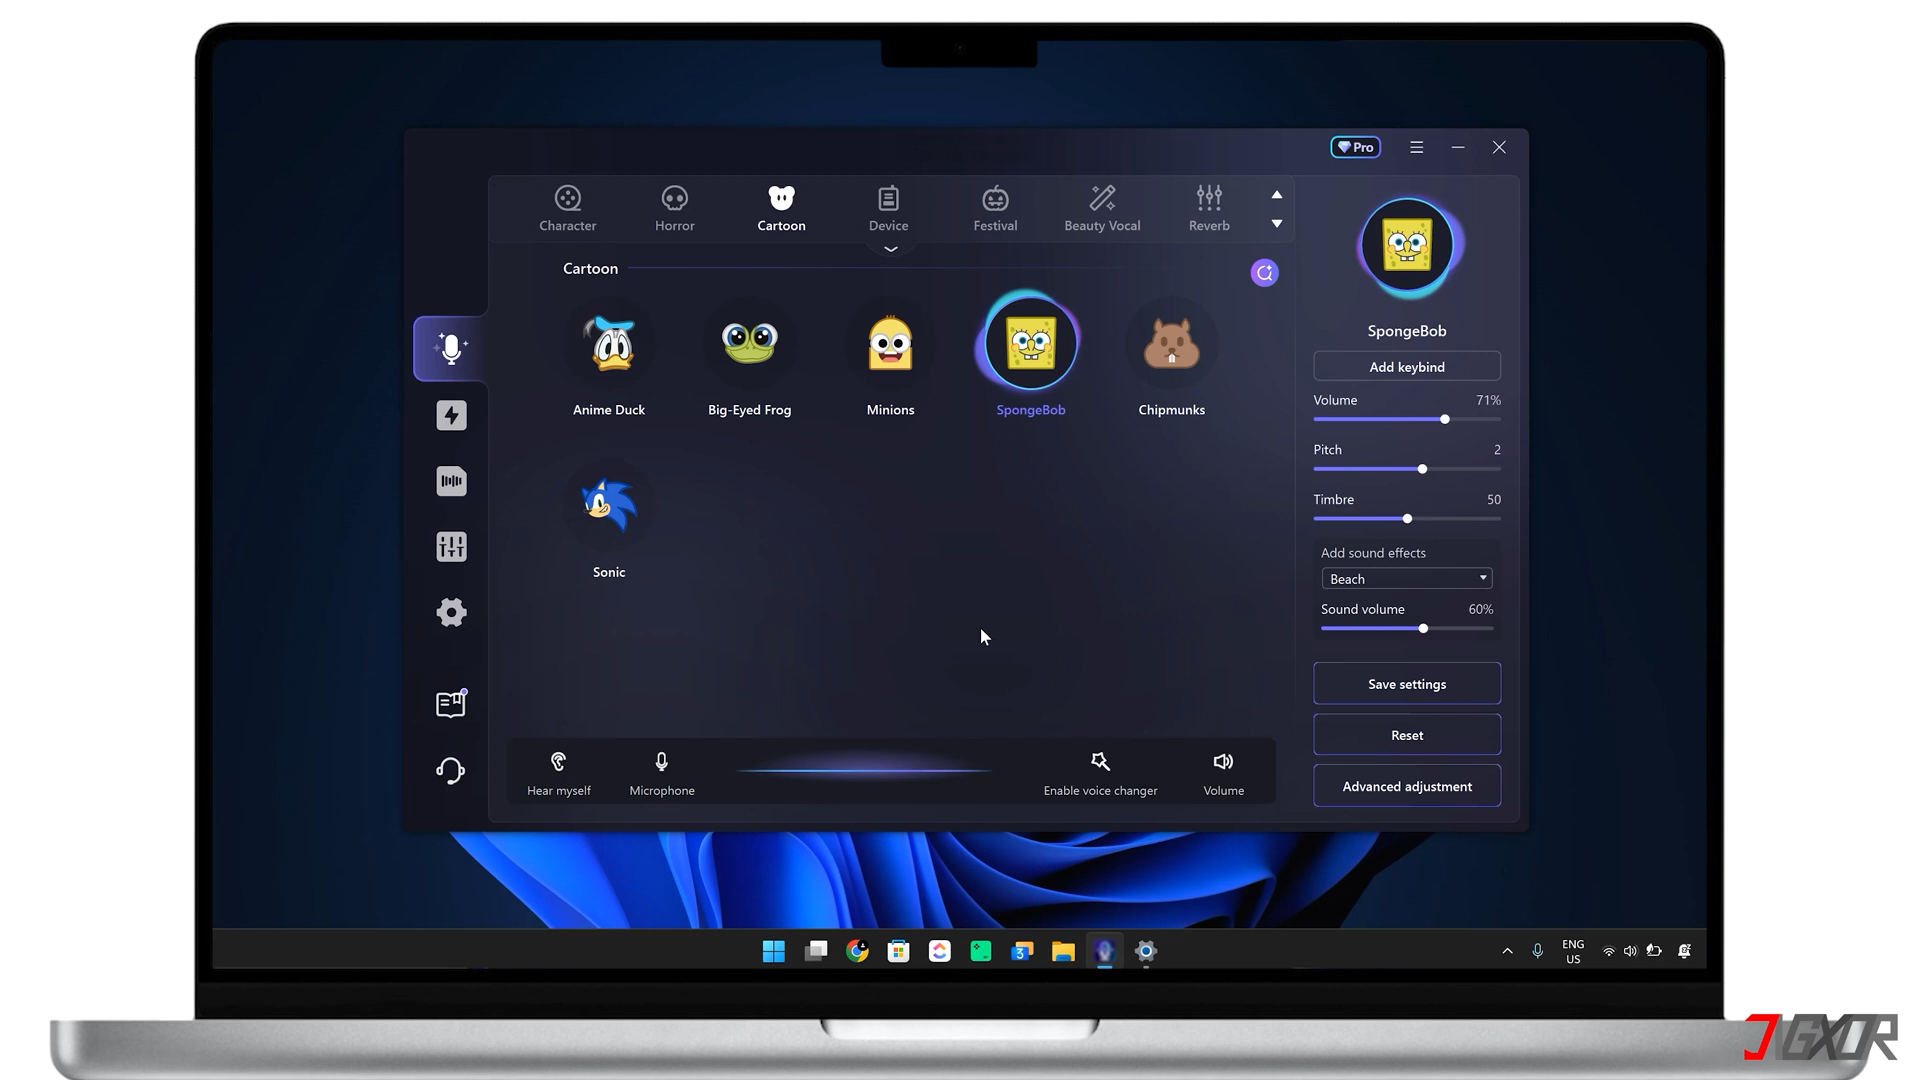 Pro
Character
Horror
Cartoon
Device
Festival
Beauty Vocal
Reverb
Cartoon
Anime Duck
Big-Eyed Frog
Minions
SpongeBob
Chipmunks
Sonic
SpongeBob
Add keybind
Volume 71%
Pitch 2
Timbre 50
Add sound effects
Beach
Sound volume 60%
Save settings
Reset
Advanced adjustment
Hear myself
Microphone
Enable voice changer
Volume
3
ENG
US
JIGXOR